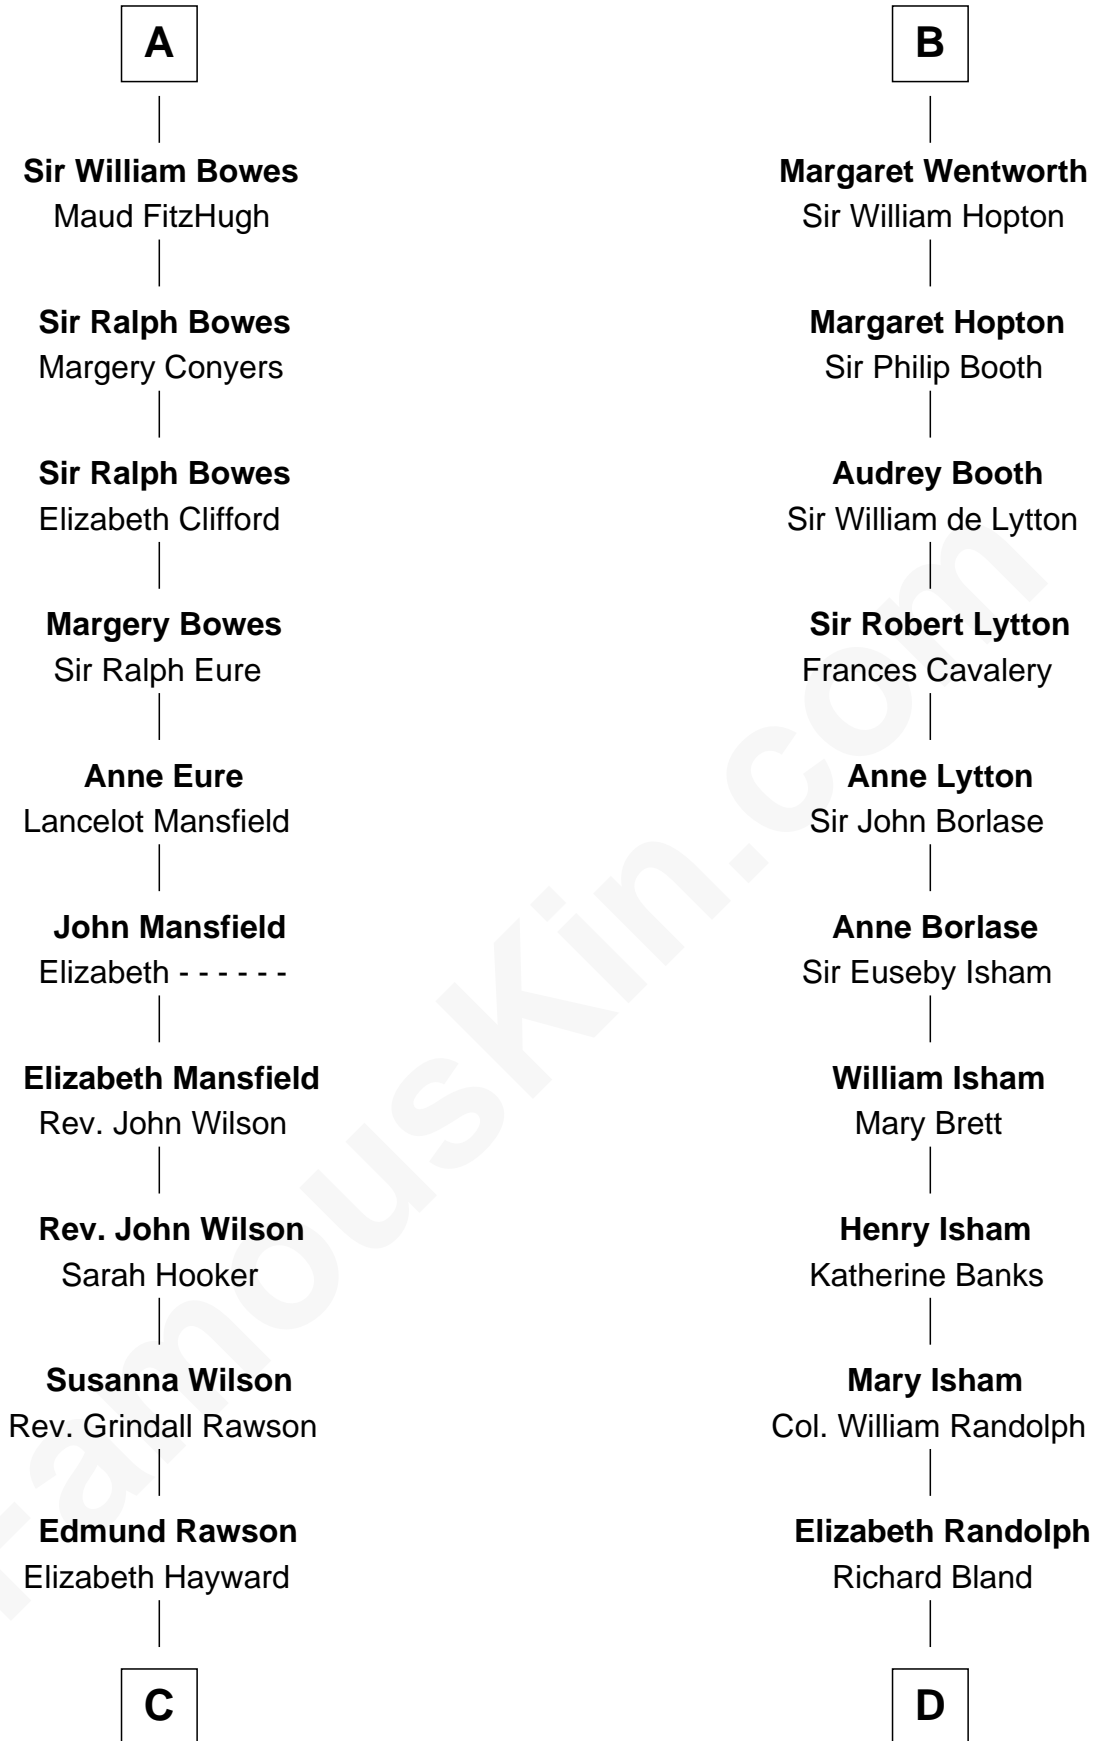 A
Sir William Bowes
Maud FitzHugh
Sir Ralph Bowes
Margery Conyers
Sir Ralph Bowes
Elizabeth Clifford
Margery Bowes
Sir Ralph Eure
Anne Eure
Lancelot Mansfield
John Mansfield
Elizabeth - - - - - -
Elizabeth Mansfield
Rev. John Wilson
Rev. John Wilson
Sarah Hooker
Susanna Wilson
Rev. Grindall Rawson
Edmund Rawson
Elizabeth Hayward
C
B
Margaret Wentworth
Sir William Hopton
Margaret Hopton
Sir Philip Booth
Audrey Booth
Sir William de Lytton
Sir Robert Lytton
Frances Cavalery
Anne Lytton
Sir John Borlase
Anne Borlase
Sir Euseby Isham
William Isham
Mary Brett
Henry Isham
Katherine Banks
Mary Isham
Col. William Randolph
Elizabeth Randolph
Richard Bland
D
FamousKin.com